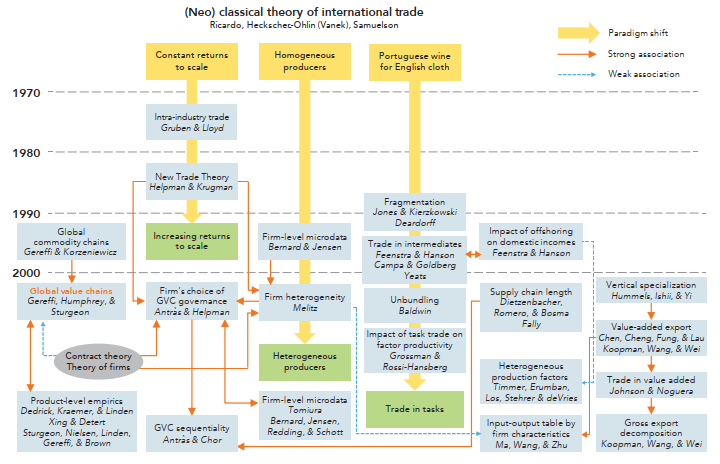 (Neo) classical theory of international trade
Ricardo, Heckscher-Ohlin (Vanek), Samuelson
Paradigm shift
Strong association
Weak association
Constant returns
to scale
Homogeneous
producers
Portuguese wine
for English cloth
1970
Intra-industry trade
Gruben & Lloyd
1980
New Trade Theory
Helpman & Krugman
1990
Fragmentation
Jones & Kierzkowski
Deardorff
Global
commodity chains
Gereffi & Korzeniewicz
Increasing returns
to scale
Firm-level microdata
Bernard & Jensen
Trade in intermediates
Feenstra & Hanson
Campa & Goldberg
Yeats
Impact of offshoring
on domestic incomes
Feenstra & Hanson
2000
Global value chains
Gereffi, Humphrey, &
Sturgeon
Firm's choice of
GVC governance
Antràs & Helpman
Firm heterogeneity
Melitz
Unbundling
Baldwin
Supply chain length
Dietzenbacher,
Romero, & Bosma
Fally
Vertical specialization
Hummels, Ishii, & Yi
Contract theory
Theory of firms
Heterogeneous
producers
Impact of task trade on
factor productivity
Grossman &
Rossi-Hansberg
Value-added export
Chen, Cheng, Fung, & Lau
Koopman, Wang, & Wei
Heterogeneous
production factors
Timmer, Erumban,
Los, Stehrer & deVries
Trade in value added
Johnson & Noguera
Product-level empirics
Dedrick, Kraemer, & Linden
Xing & Detert
Sturgeon, Nielsen, Linden,
Gereffi, & Brown
GVC sequentiality
Antràs & Chor
Firm-level microdata
Tomiura
Bernard, Jensen,
Redding, & Schott
Trade in tasks
Input-output table by
firm characteristics
Ma, Wang, & Zhu
Gross export
decomposition
Koopman, Wang, & Wei